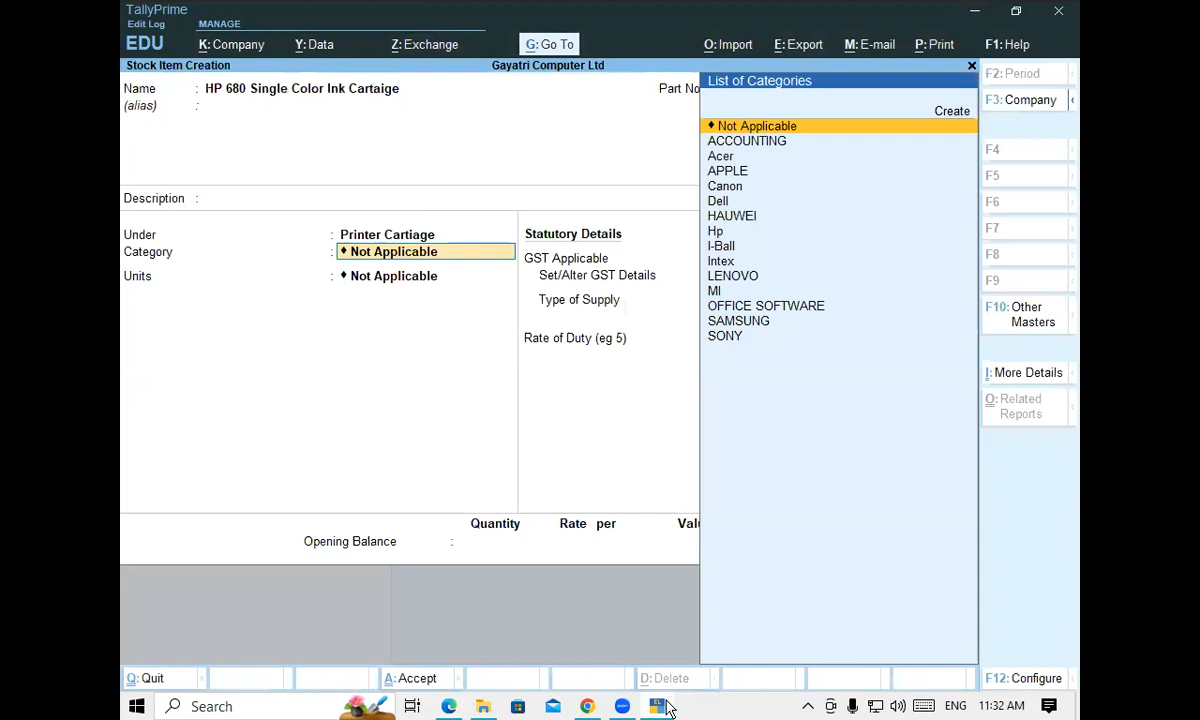 TallyPrime
Edit Log
MANAGE
EDU
K: Company
Y: Data
Z: Exchange
G: Go To
O: Import
E: Export
M: E-mail
P: Print
F1: Help
Stock Item Creation
Gayatri Computer Ltd
Name : HP 680 Single Color Ink Cartaige
Part No
(alias) :
Description :
Under : Printer Cartiage
Category : ♦ Not Applicable
Units : ♦ Not Applicable
Statutory Details
GST Applicable
Set/Alter GST Details
Type of Supply
Rate of Duty (eg 5)
Quantity Rate per Valu
Opening Balance :
List of Categories
Create
♦ Not Applicable
ACCOUNTING
Acer
APPLE
Canon
Dell
HAUWEI
Hp
I-Ball
Intex
LENOVO
MI
OFFICE SOFTWARE
SAMSUNG
SONY
F2: Period
F3: Company
F4
F5
F6
F7
F8
F9
F10: Other
Masters
I: More Details
O: Related
Reports
Q: Quit
A: Accept
D: Delete
F12: Configure
Search
ENG
11:32 AM